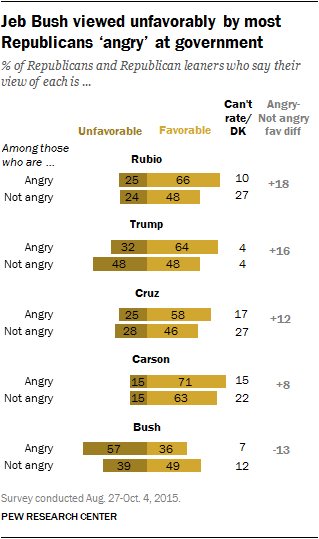 Jeb Bush viewed unfavorably by most
Republicans ‘angry’ at government
% of Republicans and Republican leaners who say their
view of each is ...
Unfavorable Favorable Can't rate/ DK Angry- Not angry fav diff
Among those
who are ...
Rubio
Angry 25 66 10 +18
Not angry 24 48 27
Trump
Angry 32 64 4 +16
Not angry 48 48 4
Cruz
Angry 25 58 17 +12
Not angry 28 46 27
Carson
Angry 15 71 15 +8
Not angry 15 63 22
Bush
Angry 57 36 7 -13
Not angry 39 49 12
Survey conducted Aug. 27-Oct. 4, 2015.
PEW RESEARCH CENTER